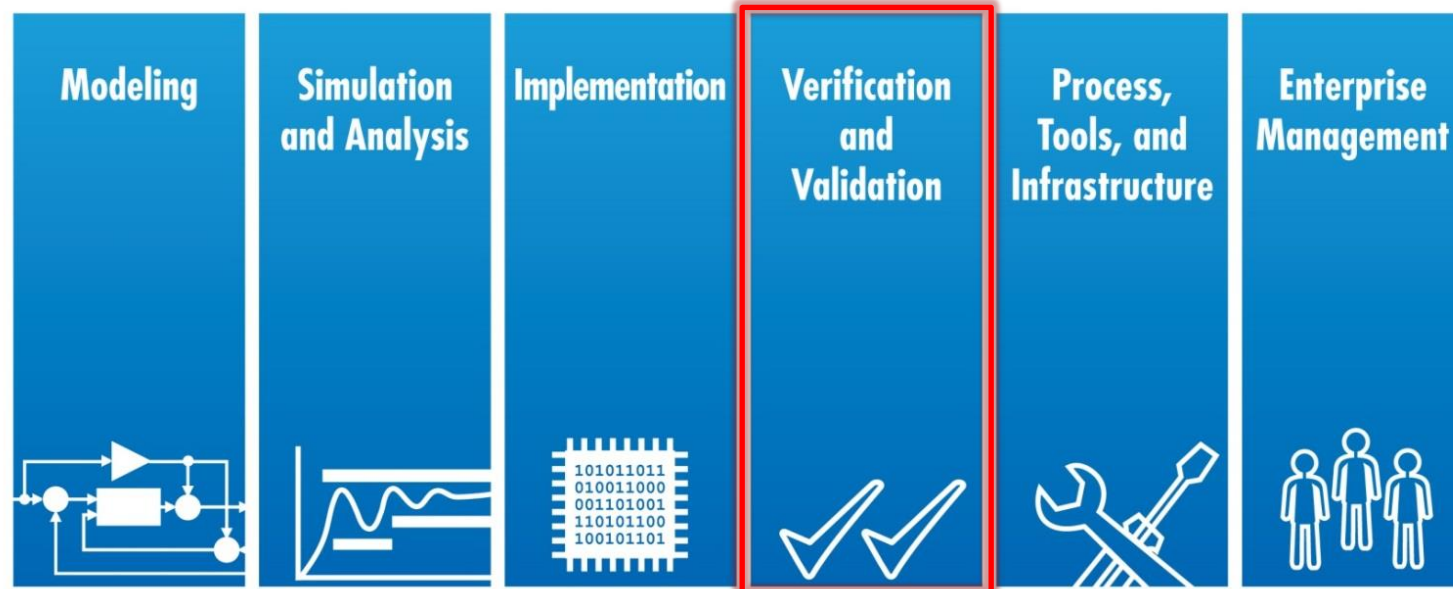 Modeling
Simulation
and Analysis
Implementation
Verification
and
Validation
Process,
Tools, and
Infrastructure
Enterprise
Management
101011011
010011000
001101001
110101100
100101101